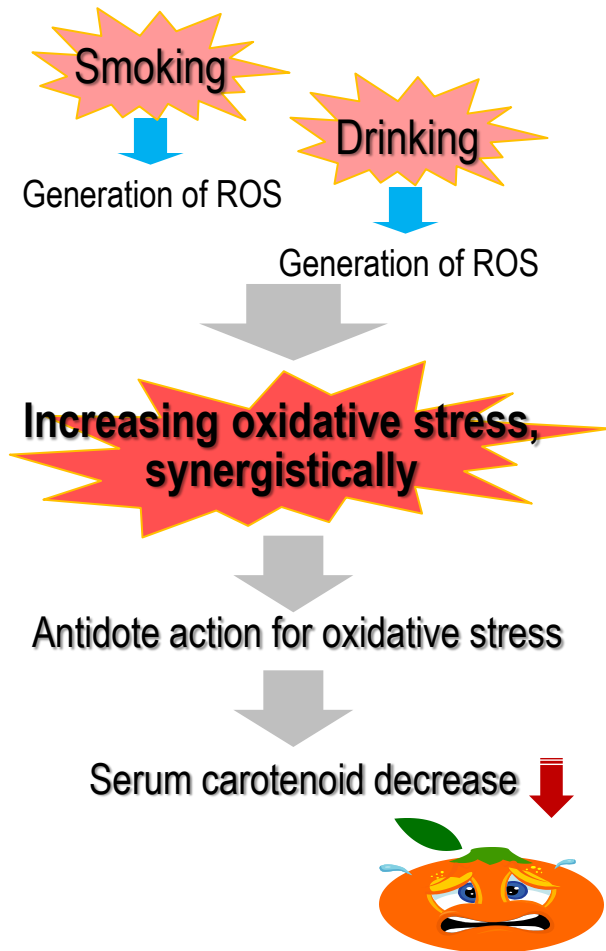 Smoking
Drinking
Generation of ROS
Generation of ROS
Increasing oxidative stress,
synergistically
Antidote action for oxidative stress
Serum carotenoid decrease